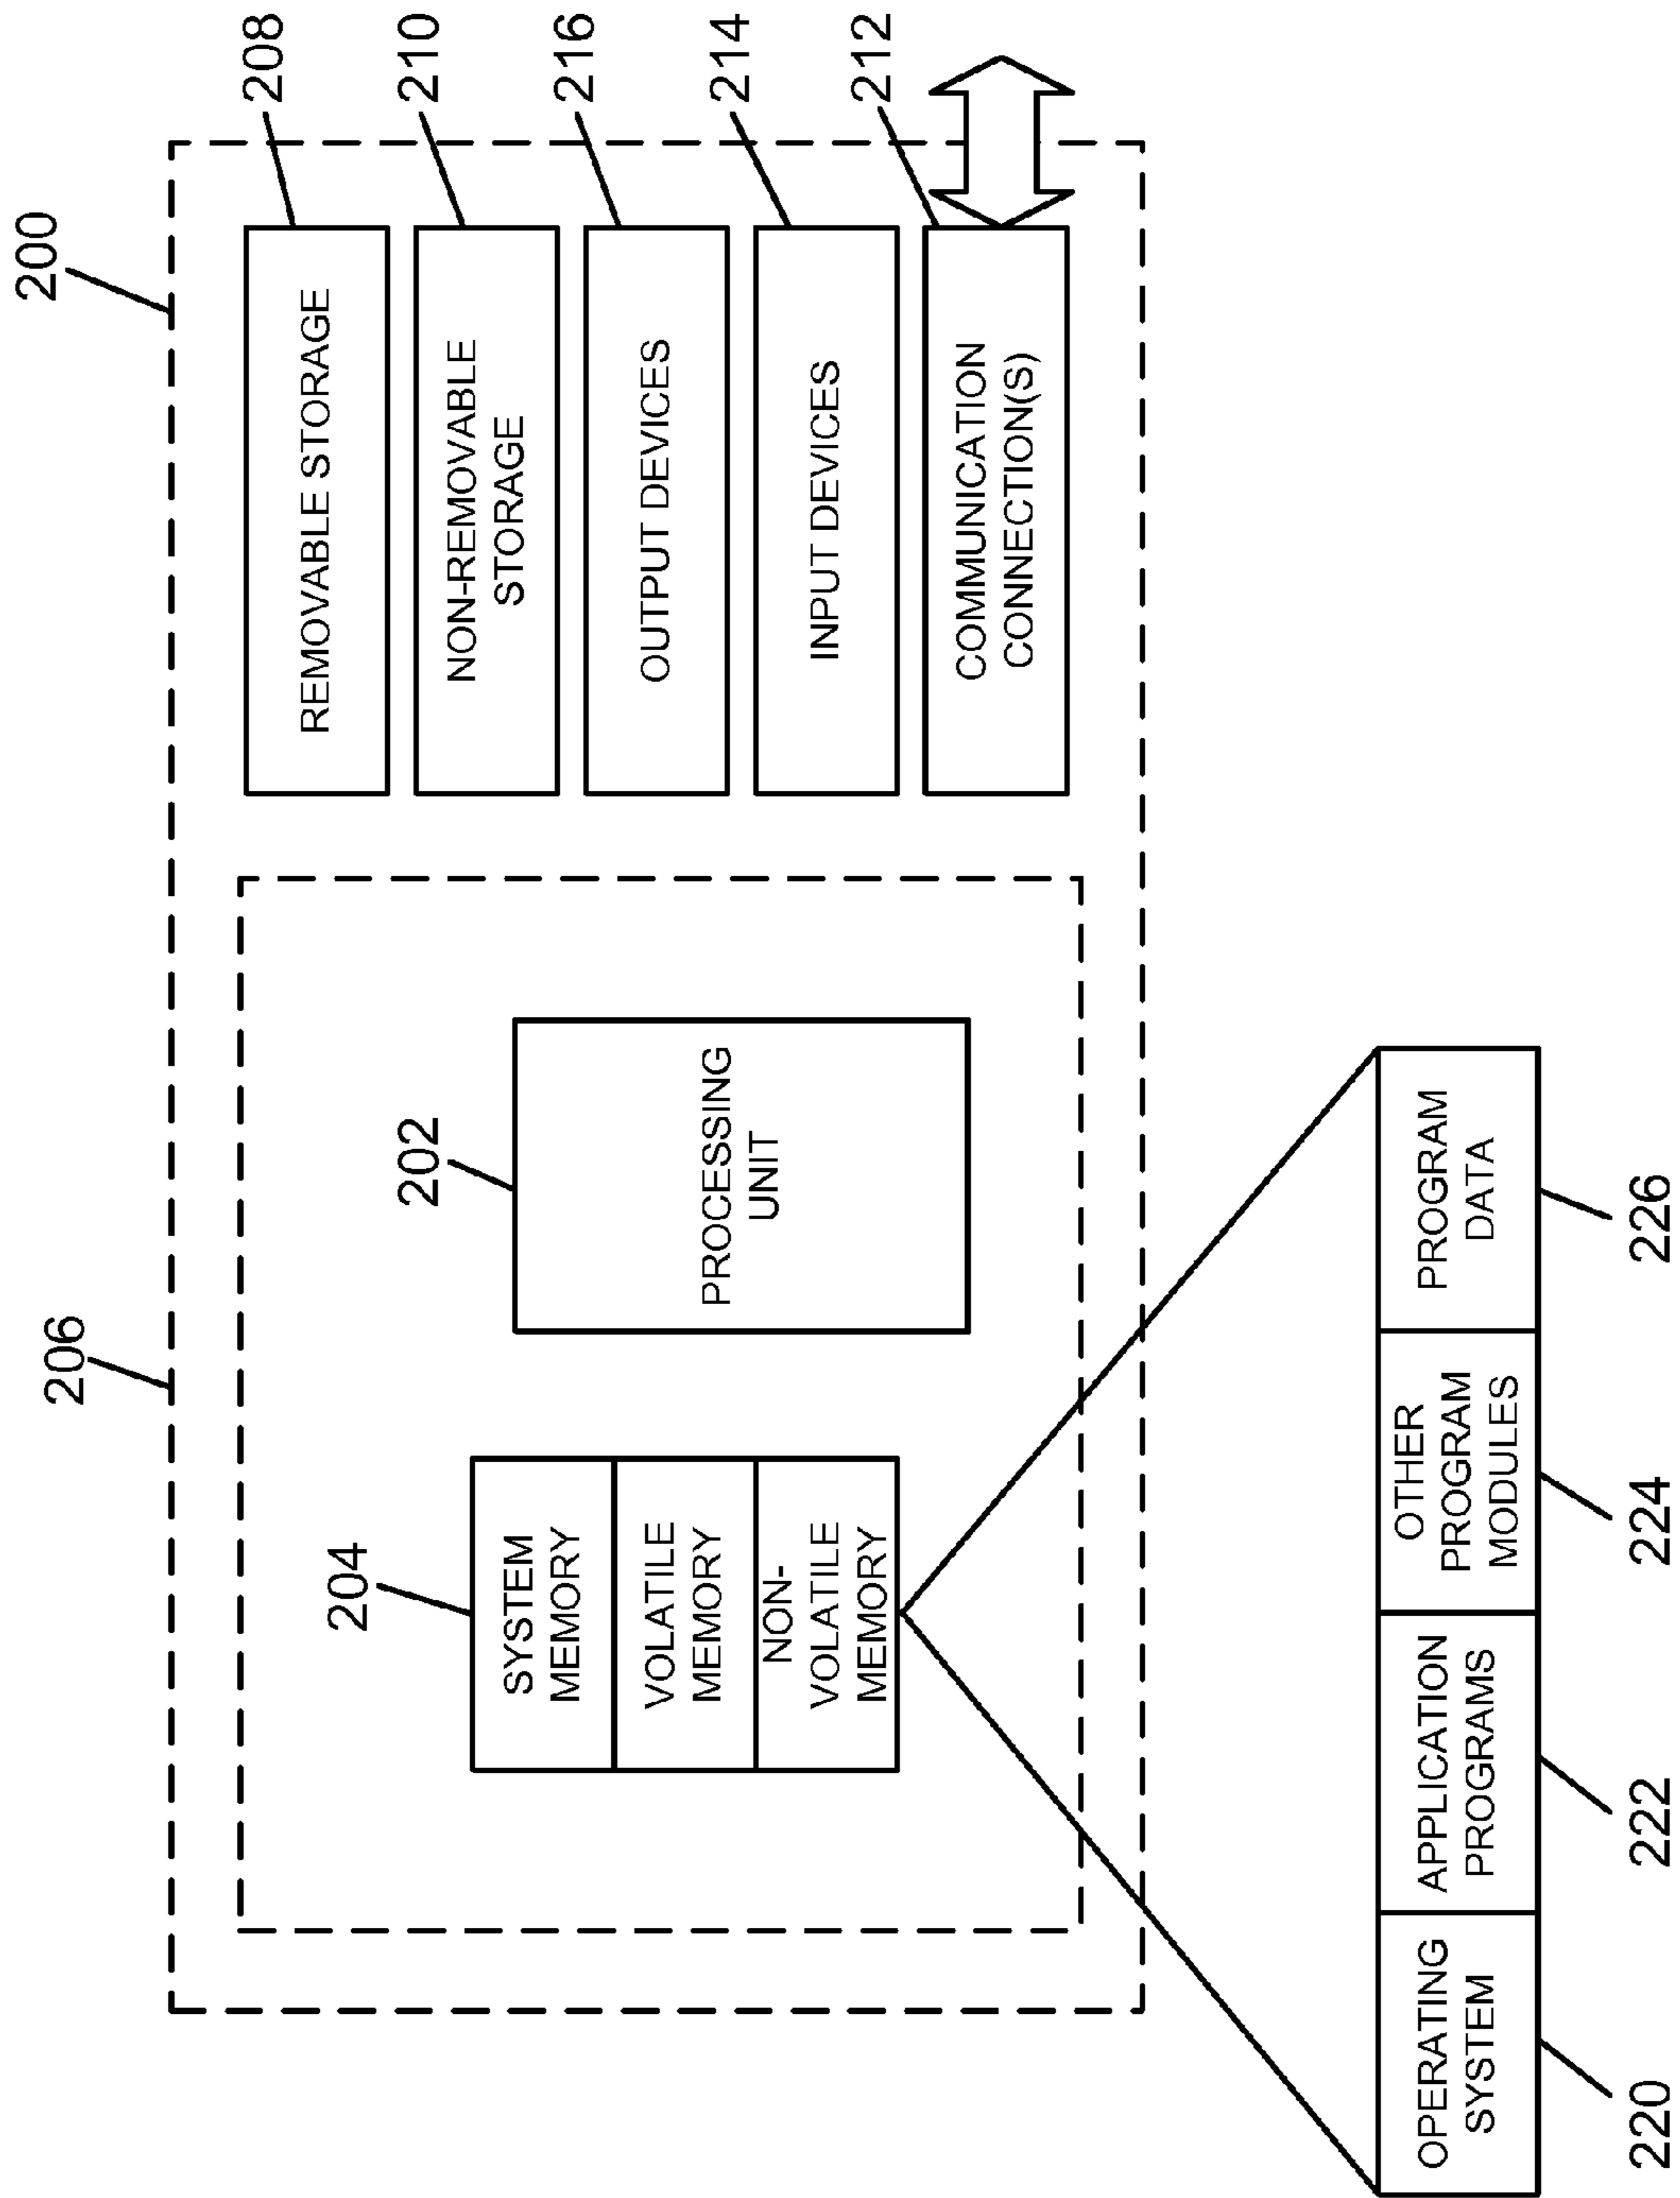 200
206
208
REMOVABLE STORAGE
210
NON-REMOVABLE
STORAGE
216
OUTPUT DEVICES
214
INPUT DEVICES
212
COMMUNICATION
CONNECTION(S)
204
SYSTEM
MEMORY
VOLATILE
MEMORY
NON-
VOLATILE
MEMORY
202
PROCESSING
UNIT
OPERATING
SYSTEM
APPLICATION
PROGRAMS
OTHER
PROGRAM
MODULES
PROGRAM
DATA
220
222
224
226